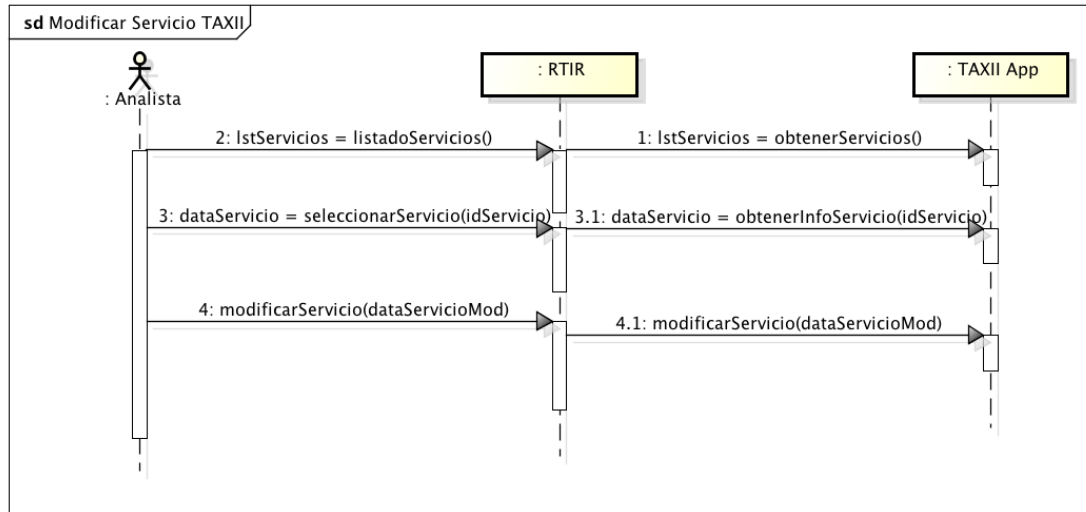 sd Modificar Servicio TAXII
: Analista
: RTIR
: TAXII App
2: lstServicios = listadoServicios()
1: lstServicios = obtenerServicios()
3: dataServicio = seleccionarServicio(idServicio)
3.1: dataServicio = obtenerInfoServicio(idServicio)
4: modificarServicio(dataServicioMod)
4.1: modificarServicio(dataServicioMod)